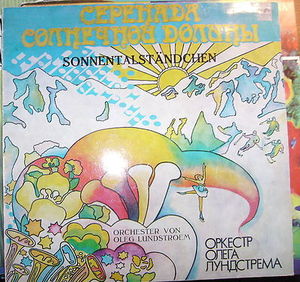 СЕРЕНАДА
СОЛНЕЧНОЙ ДОЛИНЫ
SONNENTALSTÄNDCHEN
ORCHESTER VON
OLEG LUNDSTROEM
ОРКЕСТР
ОЛЕГА
ЛУНДСТРЕМА